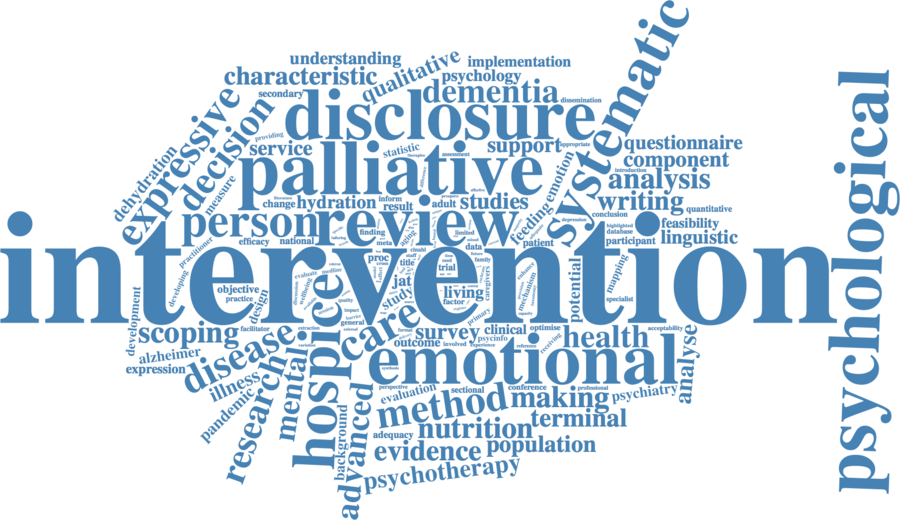 understanding
implementation
systematic
characteristic
qualitative
psychology
secondary
dementia
dissemination
psychological
expressive
decision
disclosure
providing
service
statistic
support
appropriate
questionnaire
dehydration
assessment
component
introduction
measure
palliative
emotion
analysis
change
hydration
inform
result
adult
studies
writing
quantitative
person
review
feeding
conclusion
highlighted
feasibility
database
finding
efficacy
national
patient
participant
linguistic
practitioner
meta
data
intervention
developing
proc
title
trial
family
mapping
evaluate
jat
caregivers
mechanism
potential
specialist
objective
practice
design
study
living
factor
development
hospice
care
primary
scoping
facilitator
general
survey
clinical
optimise
health
acceptability
outcome
involved
receiving
alzheimer
disease
extraction
emotional
analyse
expression
illness
mental
perspective
evaluation
sectional
conference
professional
psychiatry
pandemic
research
method
making
background
advanced
adequacy
nutrition
terminal
evidence
population
psychotherapy